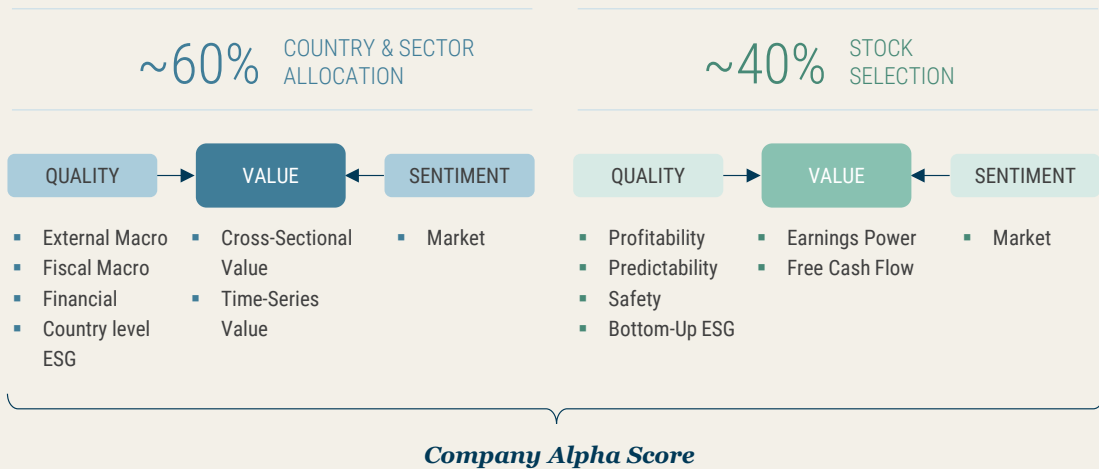 ~60% COUNTRY & SECTOR
ALLOCATION
~40% STOCK
SELECTION
QUALITY
VALUE
SENTIMENT
▪ External Macro
▪ Fiscal Macro
▪ Financial
▪ Country level
ESG
▪ Cross-Sectional
Value
▪ Time-Series
Value
▪ Market
QUALITY
VALUE
SENTIMENT
▪ Profitability
▪ Predictability
▪ Safety
▪ Bottom-Up ESG
▪ Earnings Power
▪ Free Cash Flow
▪ Market
Company Alpha Score